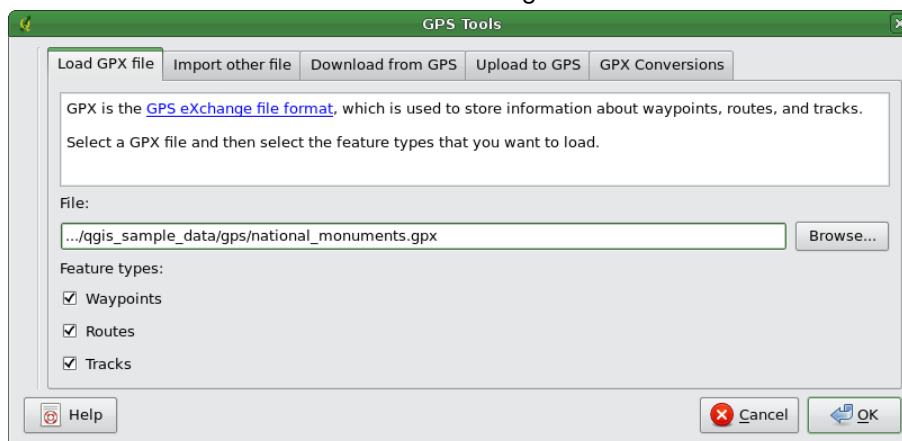 GPS Tools
Load GPX file Import other file Download from GPS Upload to GPS GPX Conversions
GPX is the GPS eXchange file format, which is used to store information about waypoints, routes, and tracks.
Select a GPX file and then select the feature types that you want to load.
File:
.../qgis_sample_data/gps/national_monuments.gpx Browse...
Feature types:
Waypoints
Routes
Tracks
Help Cancel OK